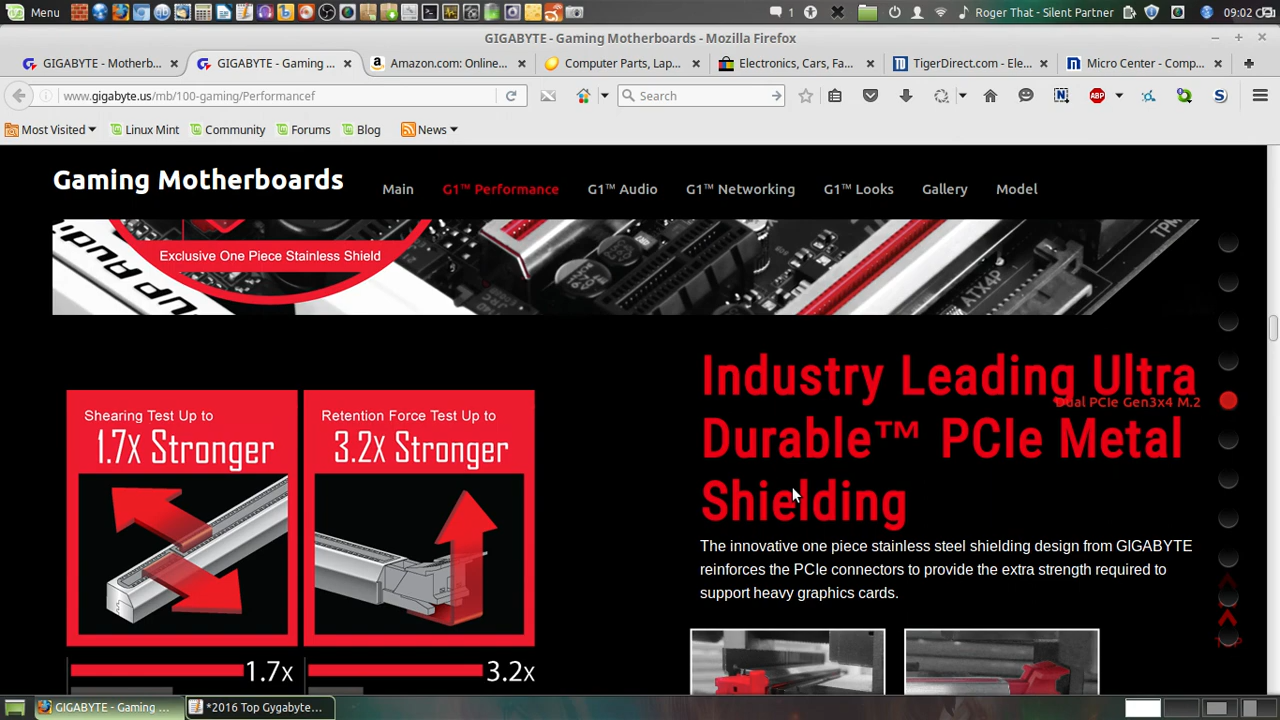 Menu
1
Roger That - Silent Partner
09:02
GIGABYTE - Gaming Motherboards - Mozilla Firefox
GIGABYTE - Motherb...
GIGABYTE - Gaming ...
Amazon.com: Online...
Computer Parts, Lap...
Electronics, Cars, Fa...
TigerDirect.com - Ele...
Micro Center - Comp...
www.gigabyte.us/mb/100-gaming/Performancef
Search
ABP
Most Visited
Linux Mint
Community
Forums
Blog
News
Gaming Motherboards
Main
G1™ Performance
G1™ Audio
G1™ Networking
G1™ Looks
Gallery
Model
Exclusive One Piece Stainless Shield
UP Audi
ATX4P
TPM
Shearing Test Up to
1.7X Stronger
Retention Force Test Up to
3.2X Stronger
1.7x
3.2x
Industry Leading Ultra
Dual PCIe Gen3x4 M.2
Durable™ PCIe Metal
Shielding
The innovative one piece stainless steel shielding design from GIGABYTE
reinforces the PCIe connectors to provide the extra strength required to
support heavy graphics cards.
GIGABYTE - Gaming ...
*2016 Top Gygabyte...